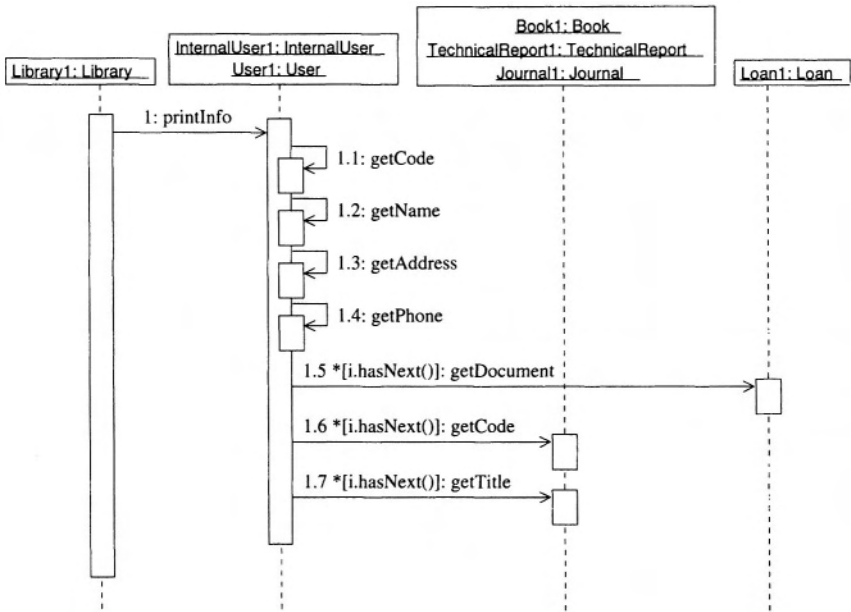 Book1: Book
InternalUser1: InternalUser
TechnicalReport1: TechnicalReport
Library1: Library
User1: User
Journal1: Journal
Loan1: Loan
1: printInfo
1.1: getCode
1.2: getName
1.3: getAddress
1.4: getPhone
1.5 *[i.hasNext()]: getDocument
1.6 *[i.hasNext()]: getCode
1.7 *[i.hasNext()]: getTitle